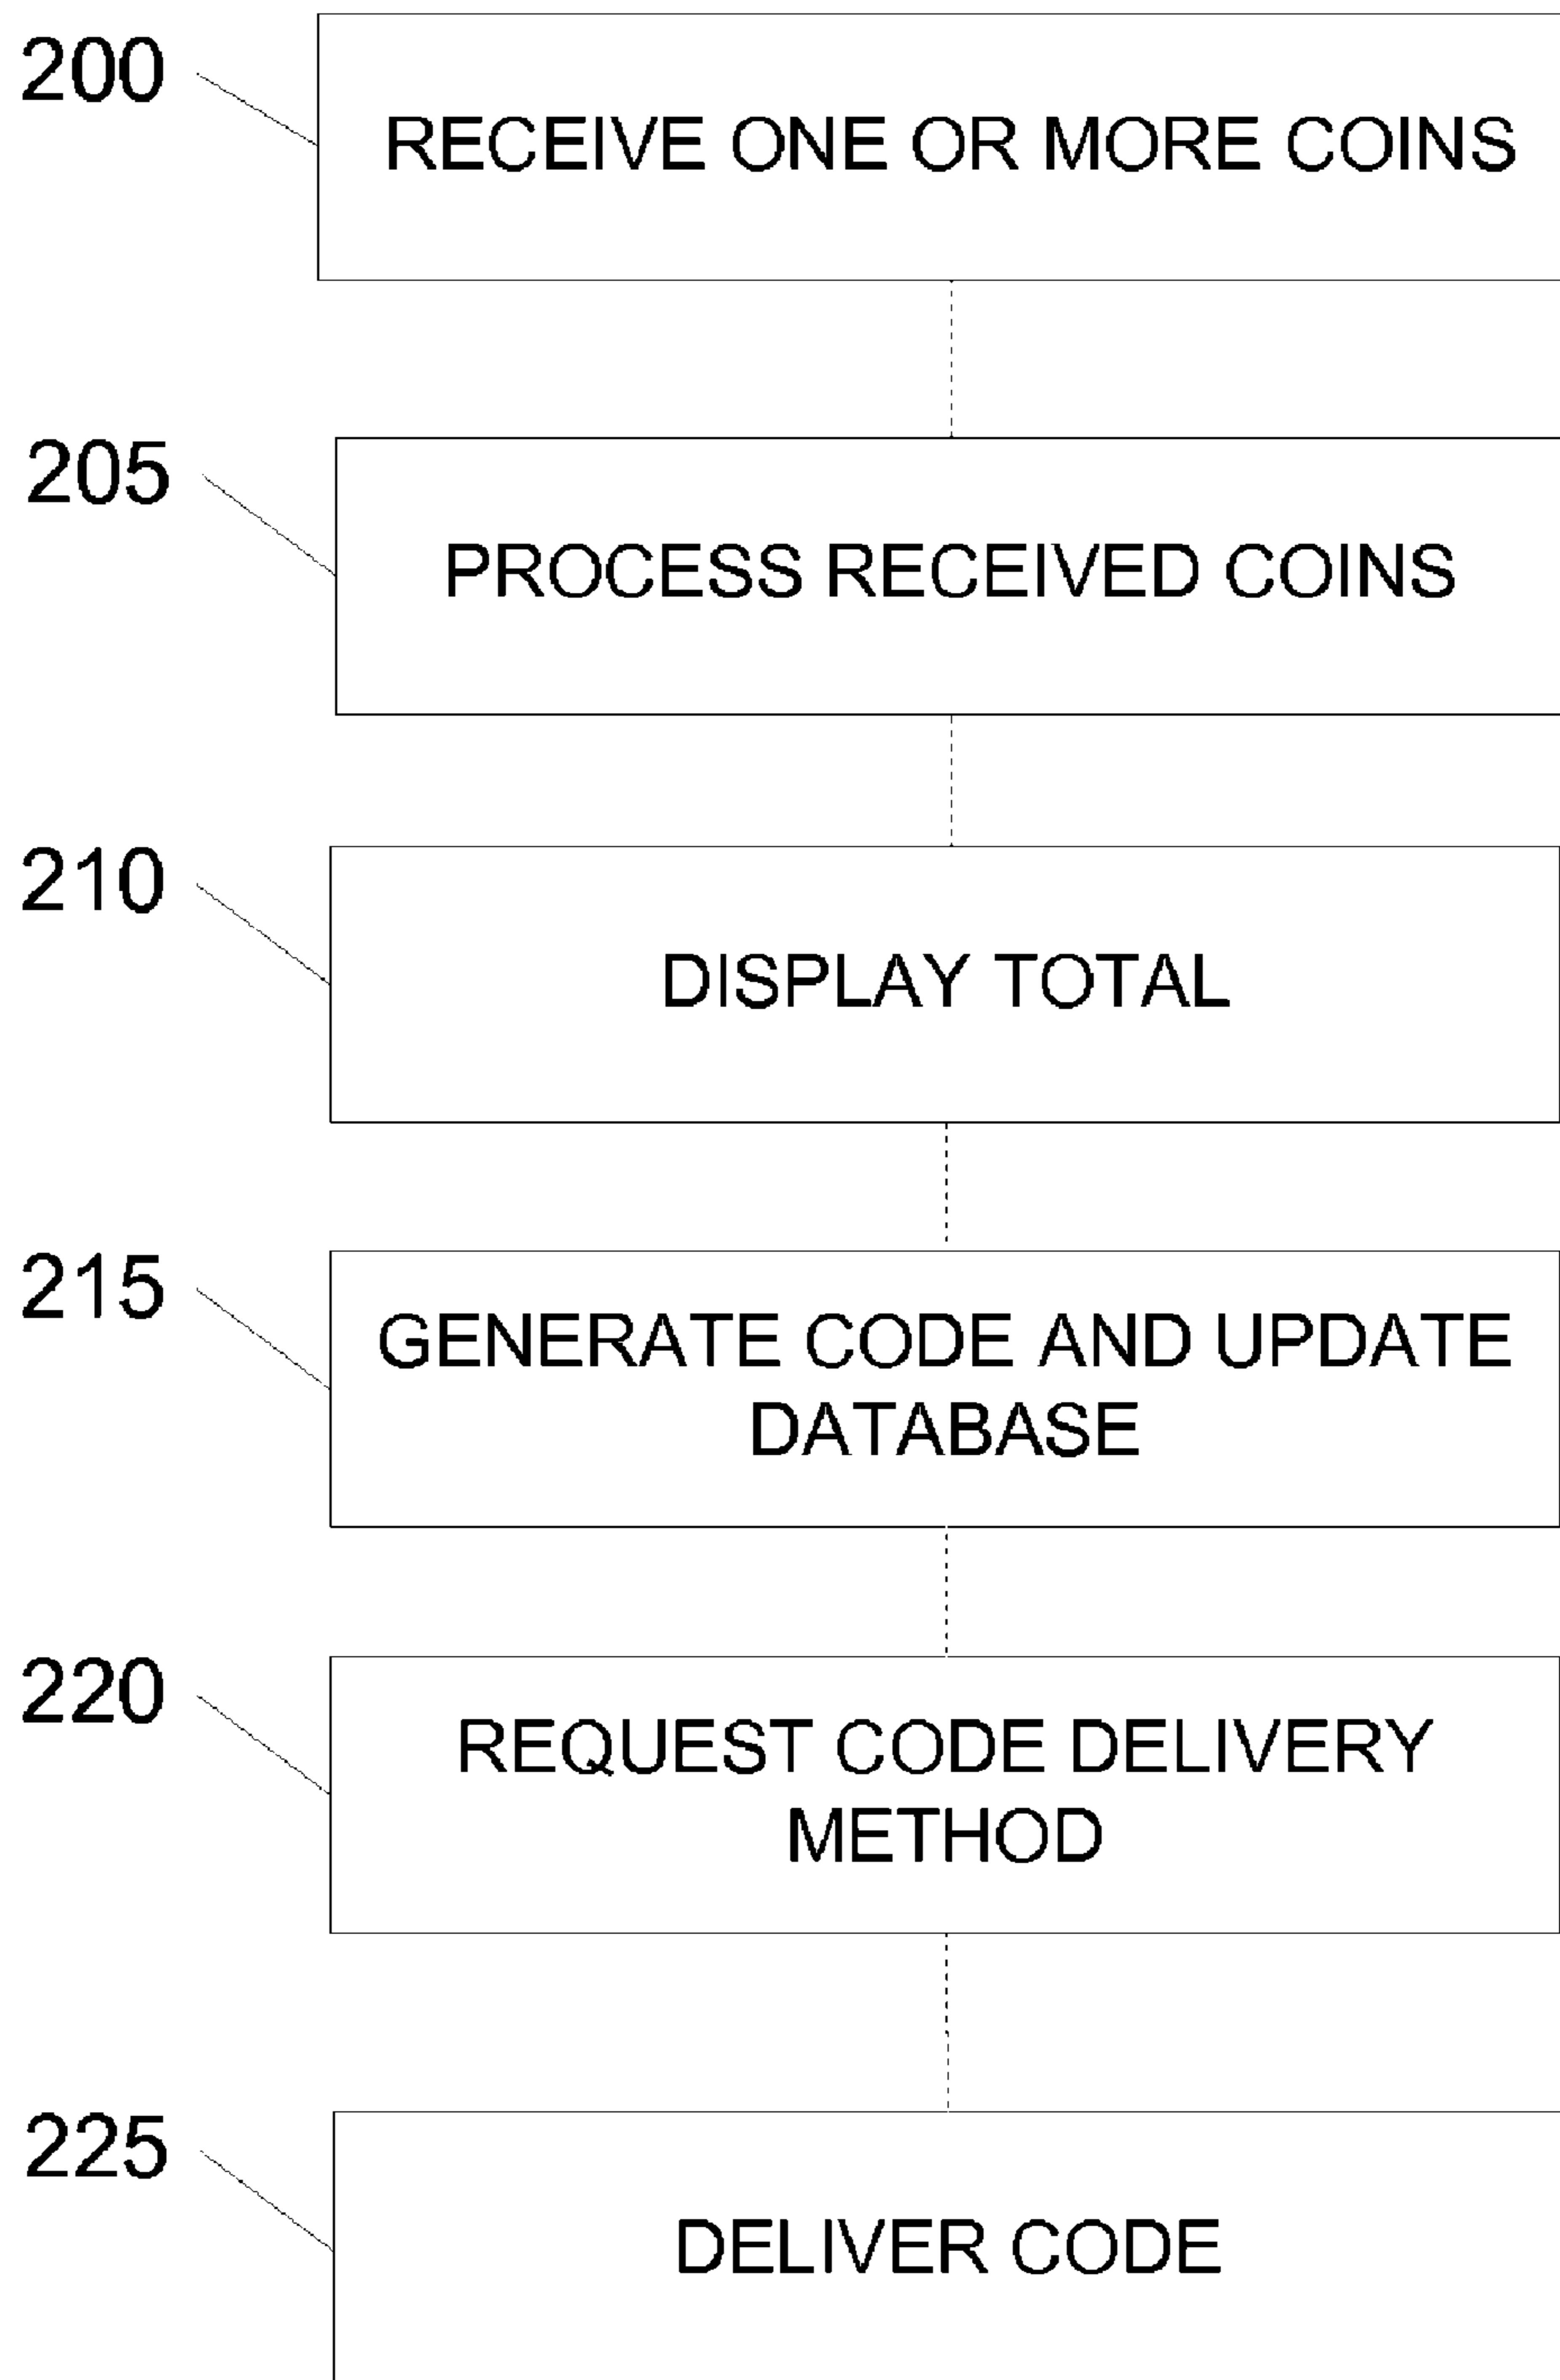 200
RECEIVE ONE OR MORE COINS
205
PROCESS RECEIVED COINS
210
DISPLAY TOTAL
215
GENERATE CODE AND UPDATE
DATABASE
220
REQUEST CODE DELIVERY
METHOD
225
DELIVER CODE